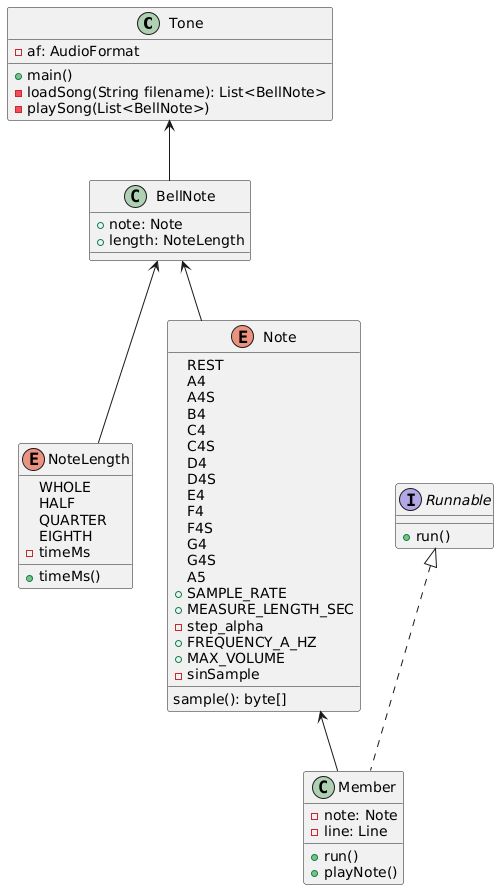 C Tone
af: AudioFormat
main()
loadSong(String filename): List<BellNote>
playSong(List<BellNote>)
C BellNote
note: Note
length: NoteLength
E NoteLength
WHOLE
HALF
QUARTER
EIGHTH
timeMs
timeMs()
E Note
REST
A4
A4S
B4
C4
C4S
D4
D4S
E4
F4
F4S
G4
G4S
A5
SAMPLE_RATE
MEASURE_LENGTH_SEC
step_alpha
FREQUENCY_A_HZ
MAX_VOLUME
sinSample
sample(): byte[]
I Runnable
run()
C Member
note: Note
line: Line
run()
playNote()